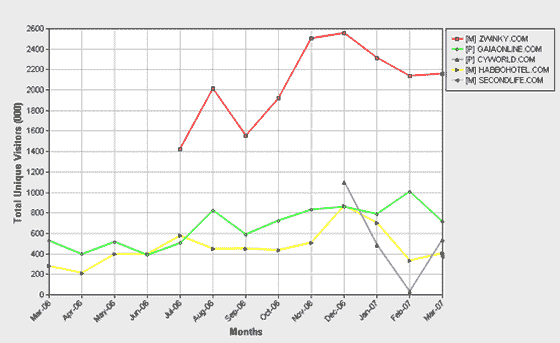 2600
2400
2200
2000
1800
1600
1400
1200
1000
800
600
400
200
0
Total Unique Visitors (000)
Mar-06
Apr-06
May-06
Jun-06
Jul-06
Aug-06
Sep-06
Oct-06
Nov-06
Dec-06
Jan-07
Feb-07
Mar-07
Months
[M] ZWINKY.COM
[P] GAIAONLINE.COM
[P] CYWORLD.COM
[M] HABBOHOTEL.COM
[M] SECONDLIFE.COM